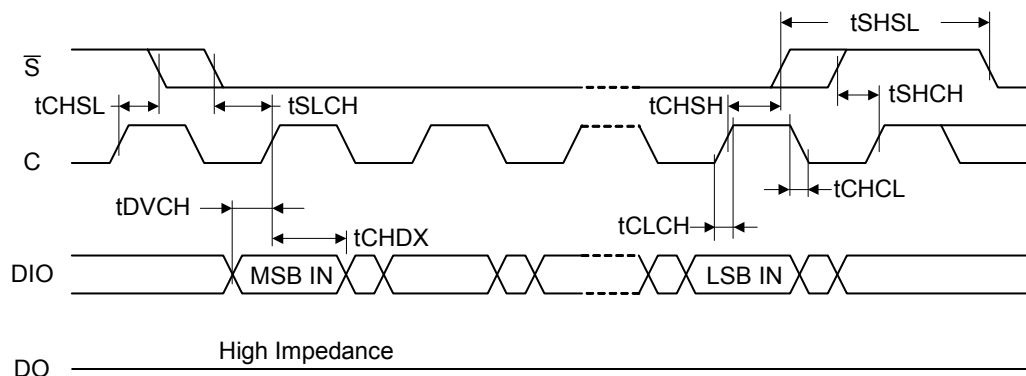 tSHSL
S̅
tCHSL
tSLCH
tCHSH
tSHCH
C
tCHCL
tDVCH
tCLCH
tCHDX
DIO
MSB IN
LSB IN
High Impedance
DO